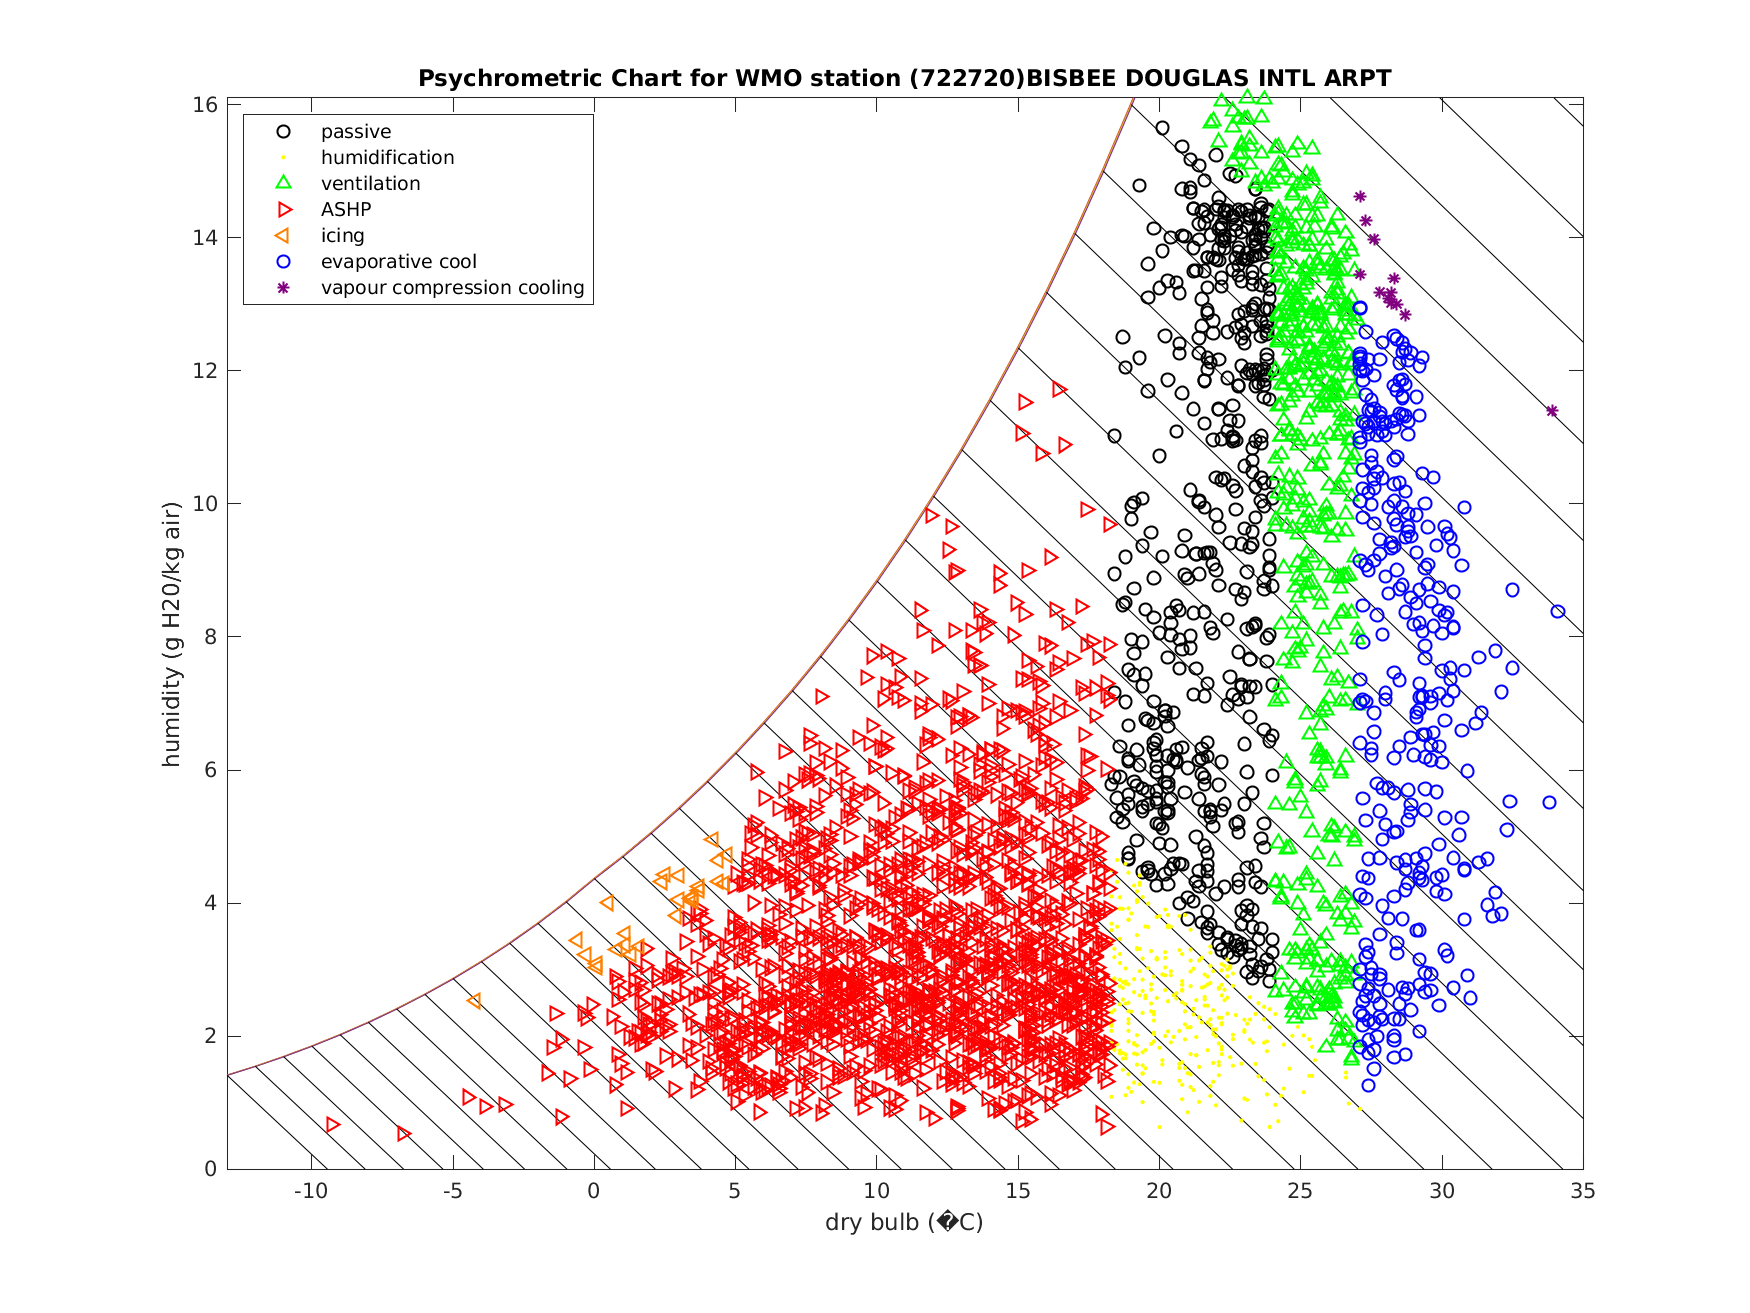 Psychrometric Chart for WMO station (722720)BISBEE DOUGLAS INTL ARPT
passive
humidification
ventilation
ASHP
icing
evaporative cool
vapour compression cooling
humidity (g H20/kg air)
16
14
12
10
8
6
4
2
0
-10 -5 0 5 10 15 20 25 30 35
dry bulb (�C)